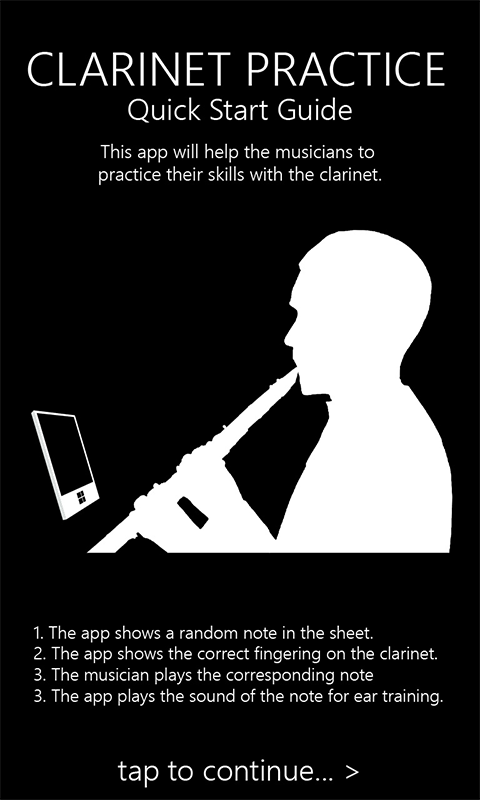 CLARINET PRACTICE
Quick Start Guide
This app will help the musicians to
practice their skills with the clarinet.
1. The app shows a random note in the sheet.
2. The app shows the correct fingering on the clarinet.
3. The musician plays the corresponding note
3. The app plays the sound of the note for ear training.
tap to continue... >